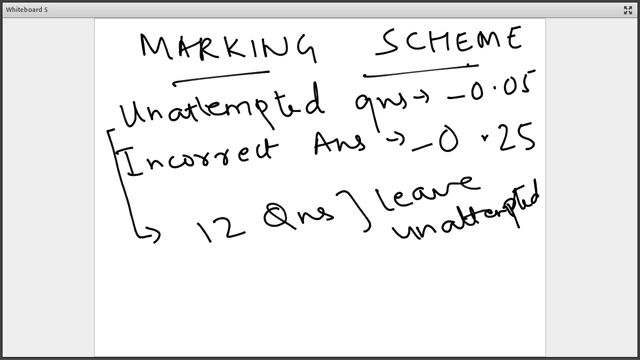 Whiteboard 5
MARKING SCHEME
Unattempted qns → -0.05
Incorrect Ans → -0.25
→ 12 Qns } leave
unattempted